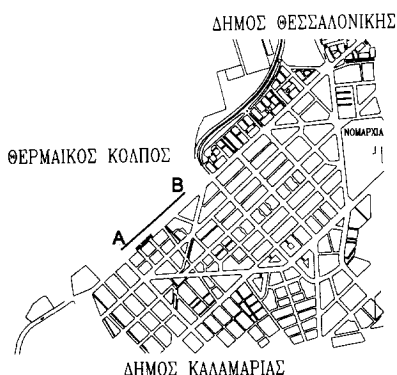 ΔΗΜΟΣ ΘΕΣΣΑΛΟΝΙΚΗΣ
ΝΟΜΑΡΧΙΑ
ΘΕΡΜΑΙΚΟΣ ΚΟΛΠΟΣ
B
A
ΔΗΜΟΣ ΚΑΛΑΜΑΡΙΑΣ